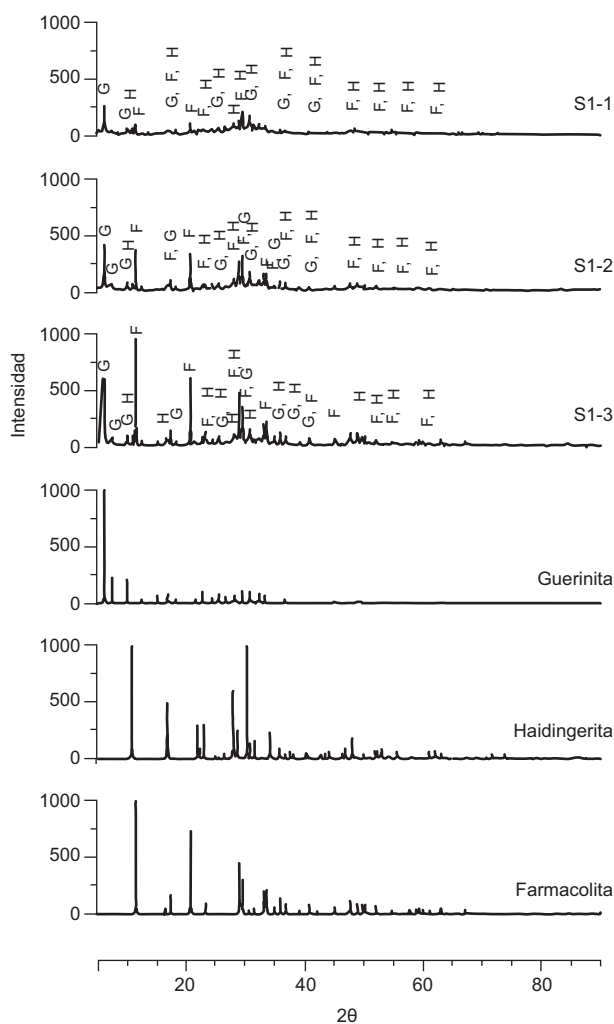 Intensidad
1000
500
0
G
G
H
F
G, F, H
F
F, H
G, H
H
F, H
G, H
G, F, H
G, F, H
F, H
F, H
F, H
F, H
S1-1
1000
500
0
G
G
G
H
F
F, G
F
F, H
G, H
F, H
F, G
G, H
F, G
G, F, H
G, F, H
F, H
F, H
F, H
F, H
S1-2
1000
500
0
G
G
G
H
F
H
G
F
F, H
G
H
H
F, H
F, G
H
F
G, H
G, H
G, F
F
H
F, H
F, H
F, H
S1-3
1000
500
0
Guerinita
1000
500
0
Haidingerita
1000
500
0
Farmacolita
20
40
60
80
2θ